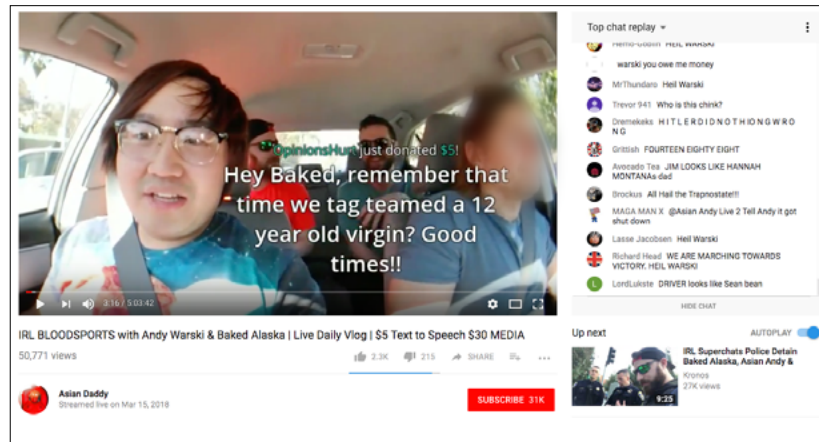 OpinionsHurt just donated $5!
Hey Baked, remember that
time we tag teamed a 12
year old virgin? Good
times!!
3:16 / 5:03:42
IRL BLOODSPORTS with Andy Warski & Baked Alaska | Live Daily Vlog | $5 Text to Speech $30 MEDIA
50,771 views
2.3K 215 SHARE
Asian Daddy
Streamed live on Mar 15, 2018
SUBSCRIBE 31K
Top chat replay
Hemo-Goblin HEIL WARSKI
warski you owe me money
MrThundaro Heil Warski
Trevor 941 Who is this chink?
Dremekeks H I T L E R D I D N O T H I O N G W R O
N G
Grittish FOURTEEN EIGHTY EIGHT
Avocado Tea JIM LOOKS LIKE HANNAH
MONTANAs dad
Brockus All Hail the Trapnostate!!!
MAGA MAN X @Asian Andy Live 2 Tell Andy it got
shut down
Lasse Jacobsen Heil Warski
Richard Head WE ARE MARCHING TOWARDS
VICTORY. HEIL WARSKI
L LordLukste DRIVER looks like Sean bean
HIDE CHAT
Up next AUTOPLAY
IRL Superchats Police Detain
Baked Alaska, Asian Andy &
Kronos
27K views
9:25